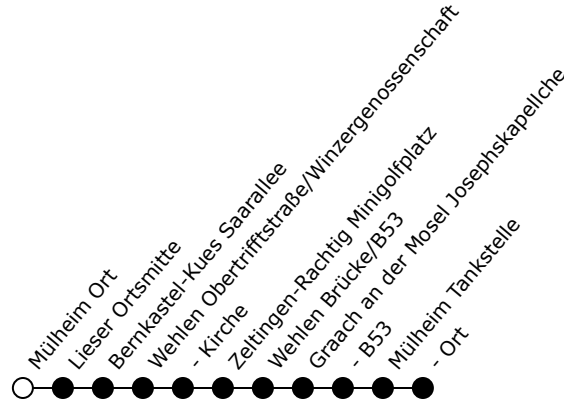 Mülheim Ort
Lieser Ortsmitte
Bernkastel-Kues Saarallee
Wehlen Obertrifftstraße/Winzergenossenschaft
- Kirche
Zeltingen-Rachtig Minigolfplatz
Wehlen Brücke/B53
Graach an der Mosel Josephskapellche
- B53
Mülheim Tankstelle
- Ort